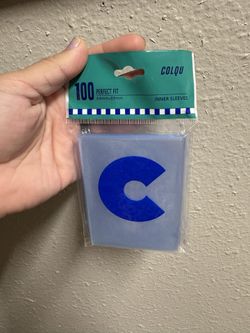 COLQU
100 PERFECT FIT
INNER SLEEVES
C